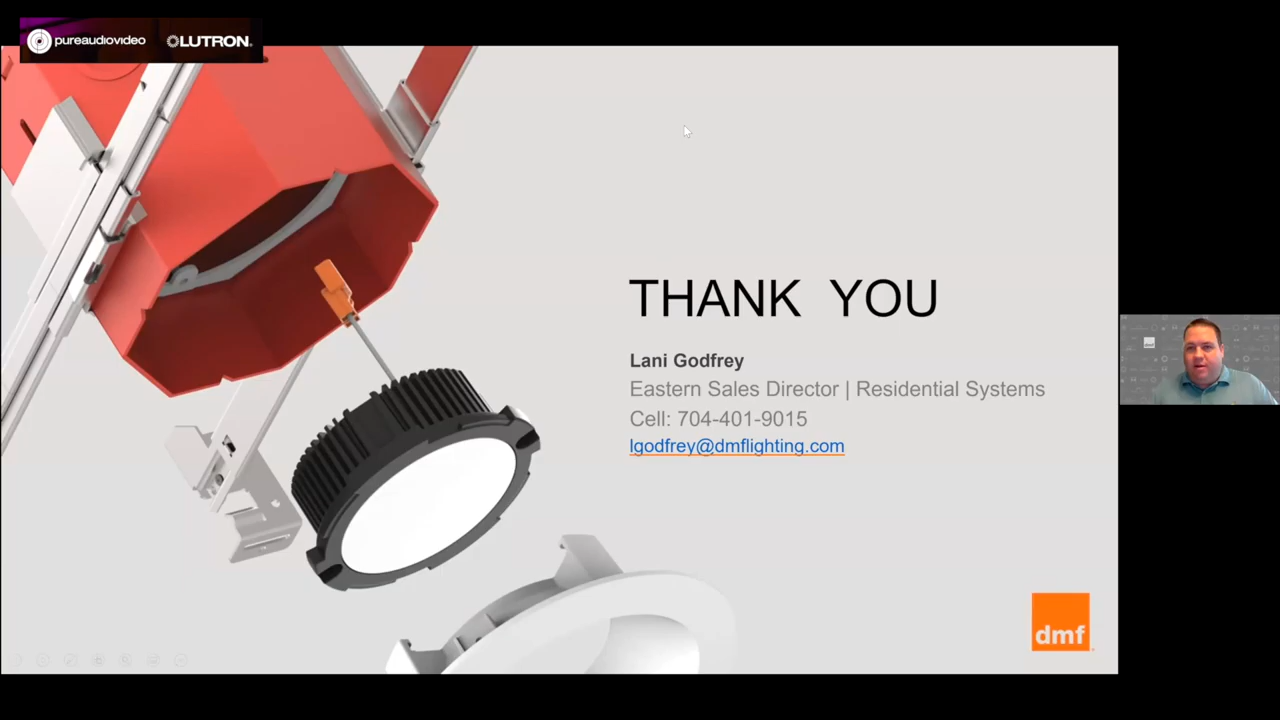 pureaudiovideo
LUTRON
THANK YOU
Lani Godfrey
Eastern Sales Director | Residential Systems
Cell: 704-401-9015
lgodfrey@dmflighting.com
dmf
dmf